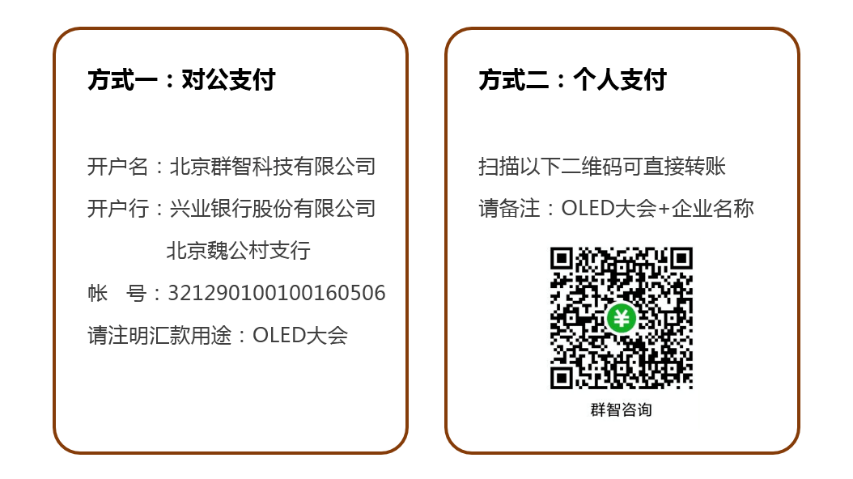 方式一：对公支付
开户名：北京群智科技有限公司
开户行：兴业银行股份有限公司
北京魏公村支行
帐 号：321290100100160506
请注明汇款用途：OLED大会
方式二：个人支付
扫描以下二维码可直接转账
请备注：OLED大会+企业名称
¥
群智咨询